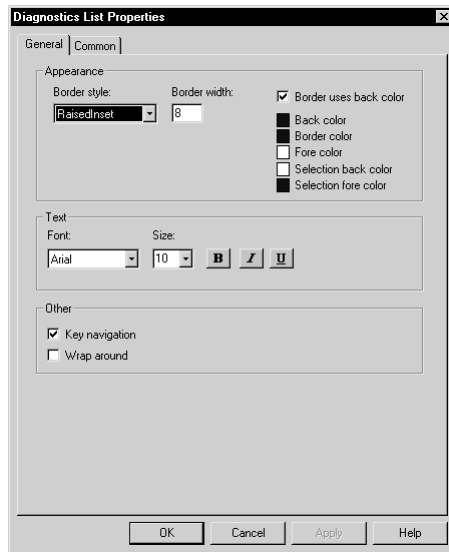 Diagnostics List Properties
General Common
Appearance
Border style: Border width:
RaisedInset 8
Border uses back color
Back color
Border color
Fore color
Selection back color
Selection fore color
Text
Font: Size:
Arial 10 B I U
Other
Key navigation
Wrap around
OK Cancel Apply Help